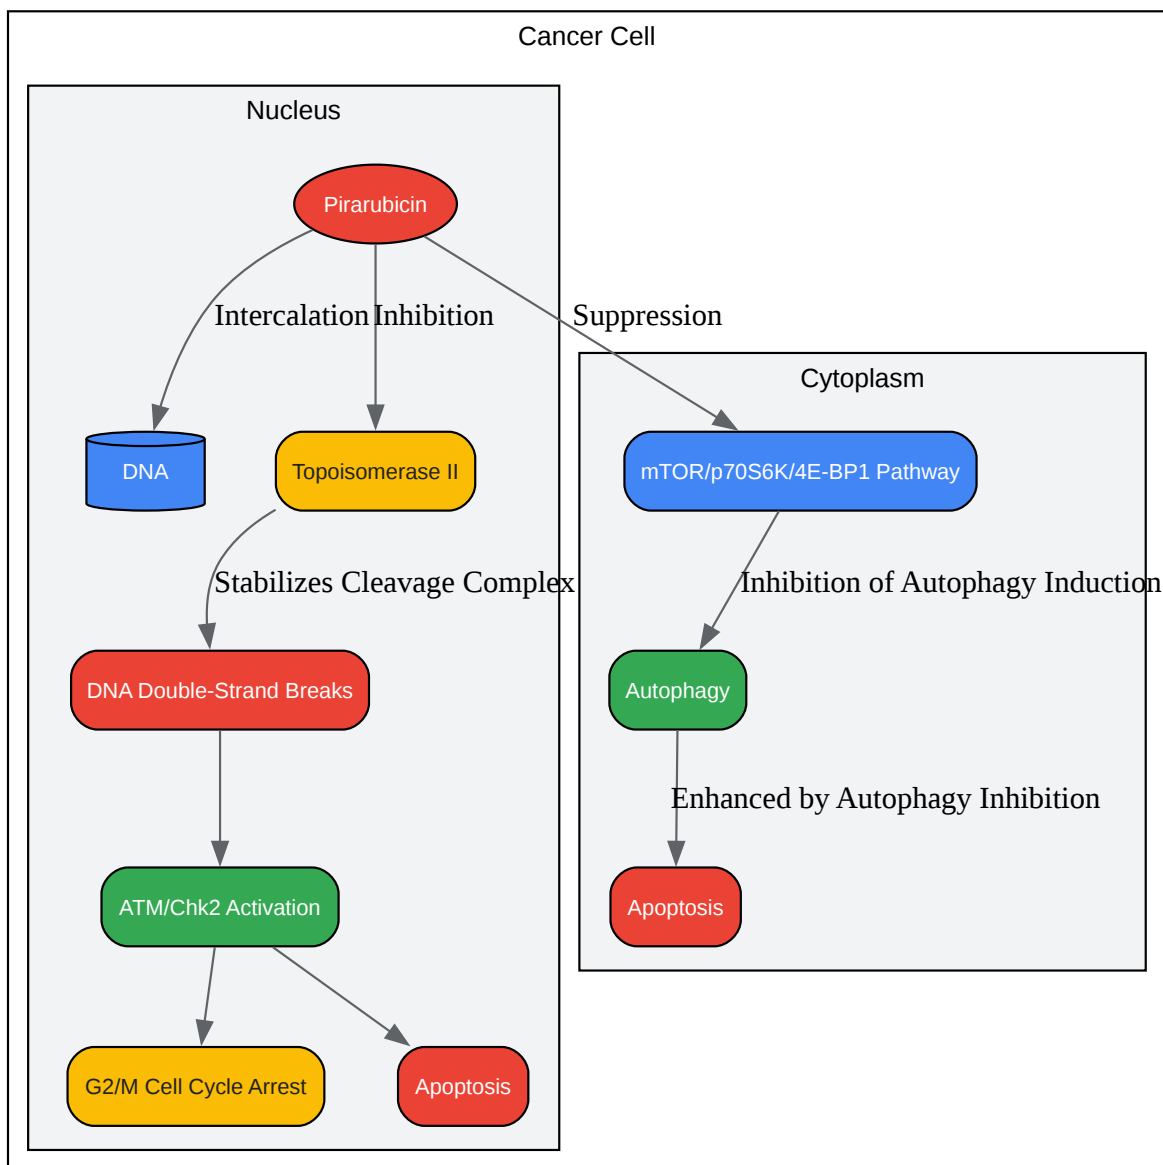 Cancer Cell
Nucleus
Pirarubicin
Intercalation
Inhibition
Suppression
Cytoplasm
DNA
Topoisomerase II
mTOR/p70S6K/4E-BP1 Pathway
Stabilizes Cleavage Complex
Inhibition of Autophagy Induction
DNA Double-Strand Breaks
Autophagy
Enhanced by Autophagy Inhibition
ATM/Chk2 Activation
Apoptosis
G2/M Cell Cycle Arrest
Apoptosis